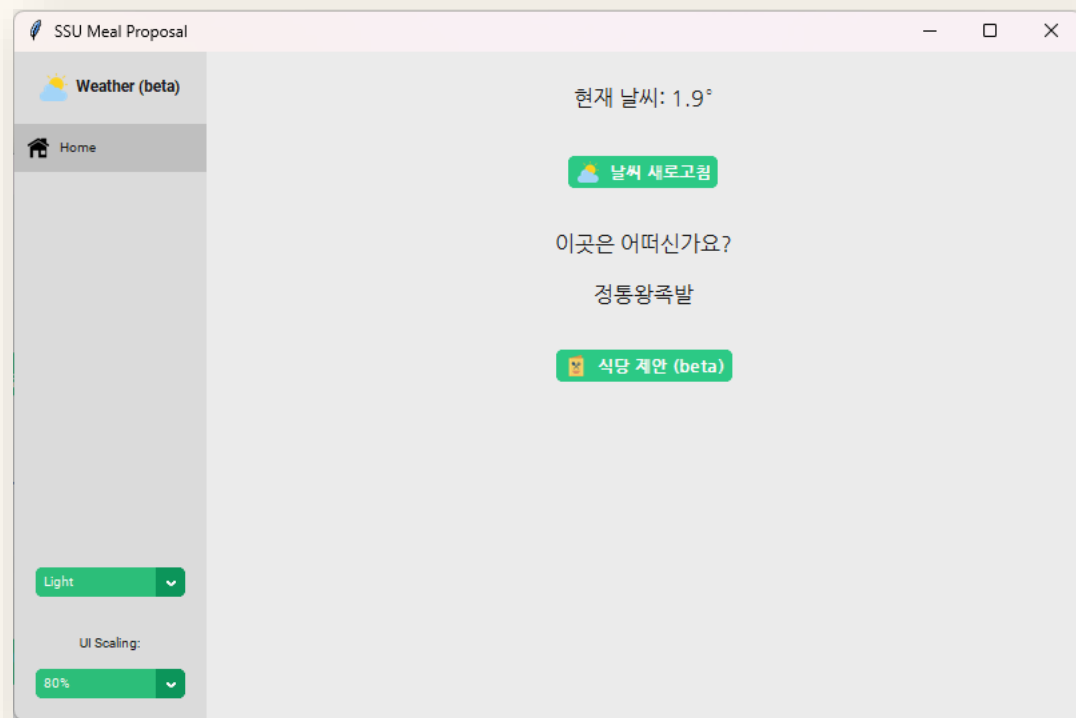 SSU Meal Proposal
Weather (beta)
Home
현재 날씨: 1.9°
날씨 새로고침
이곳은 어떠신가요?
정통왕족발
식당 제안 (beta)
Light
UI Scaling:
80%